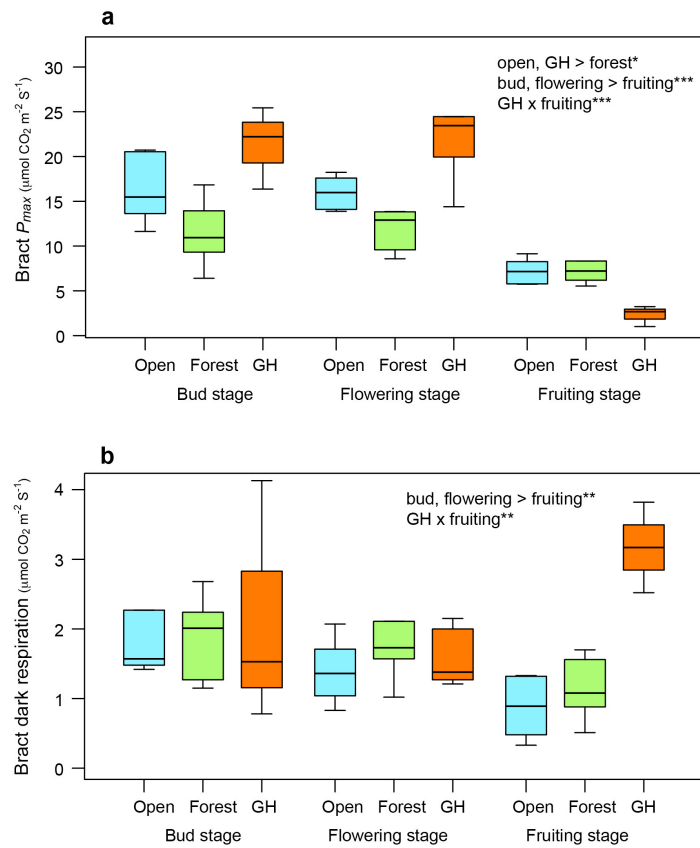 a
open, GH > forest*
bud, flowering > fruiting***
GH x fruiting***
Bract Pmax (μmol CO2 m-2 S-1)
30
25
20
15
10
5
0
Open Forest GH Open Forest GH Open Forest GH
Bud stage Flowering stage Fruiting stage
b
bud, flowering > fruiting**
GH x fruiting**
Bract dark respiration (μmol CO2 m-2 S-1)
4
3
2
1
0
Open Forest GH Open Forest GH Open Forest GH
Bud stage Flowering stage Fruiting stage